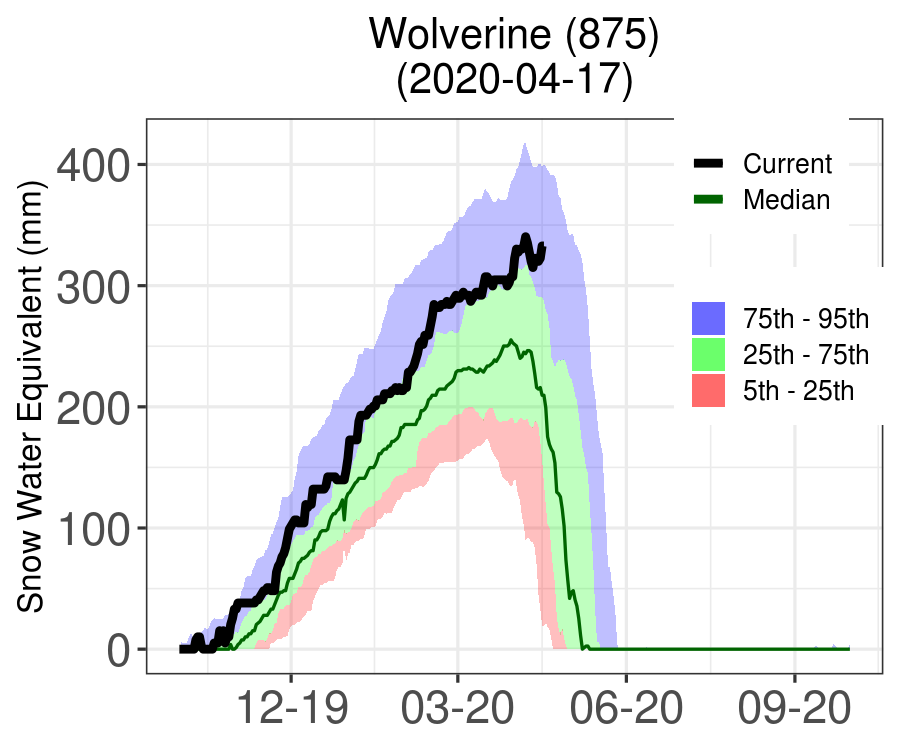 Wolverine (875)
(2020-04-17)
Snow Water Equivalent (mm)
400
300
200
100
0
Current
Median
75th - 95th
25th - 75th
5th - 25th
12-19
03-20
06-20
09-20